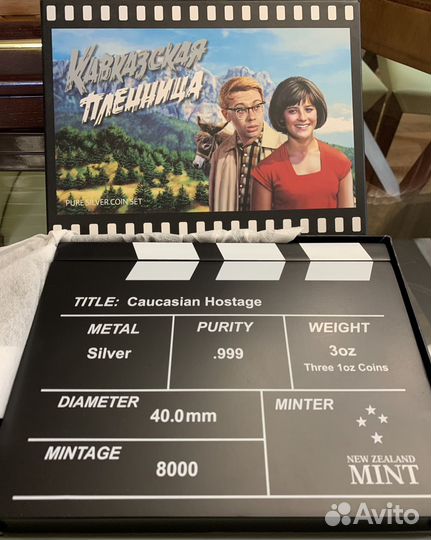 КАВКАЗСКАЯ
ПЛЕННИЦА
PURE SILVER COIN SET
TITLE: Caucasian Hostage
METAL
Silver
PURITY
.999
WEIGHT
3oz
Three 1oz Coins
DIAMETER
40.0mm
MINTAGE
8000
MINTER
NEW ZEALAND
MINT
Avito